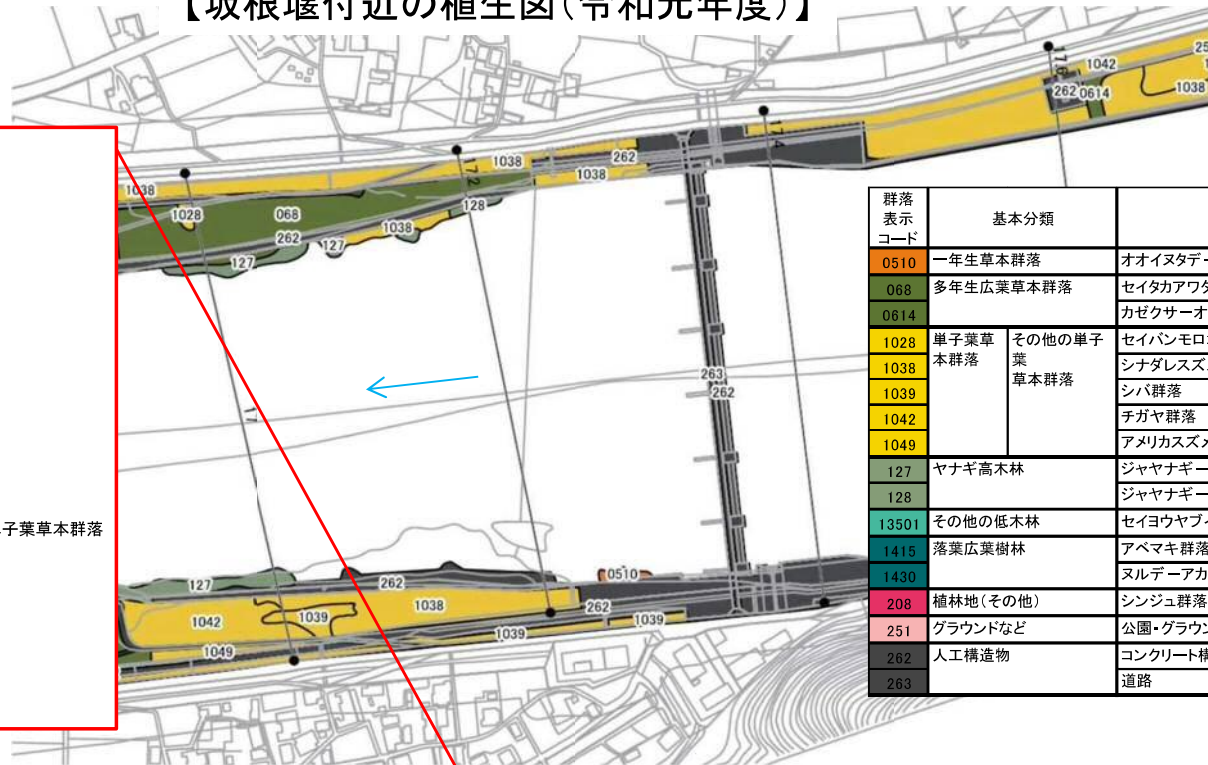 【坂根堰付近の植生図（令和元年度）】
17.6
1042
25
1038
262
0614
17.4
1038
262
17.2
1038
1038
1028
068
128
262
127
1038
127
263
262
17
子葉草本群落
127
262
0510
1042
1039
1038
262
1039
1039
1049
群落
表示
コード
基本分類
0510 一年生草本群落 オオイヌタデー
068 多年生広葉草本群落 セイタカアワダ
0614 カゼクサーオ
1028 単子葉草本群落 その他の単子葉草本群落 セイバンモロ
1038 シナダレスズ
1039 シバ群落
1042 チガヤ群落
1049 アメリカスズメ
127 ヤナギ高木林 ジャヤナギー
128 ジャヤナギー
13501 その他の低木林 セイヨウヤブイ
1415 落葉広葉樹林 アベマキ群落
1430 ヌルデーアカ
208 植林地（その他） シンジュ群落
251 グラウンドなど 公園・グラウン
262 人工構造物 コンクリート構
263 道路